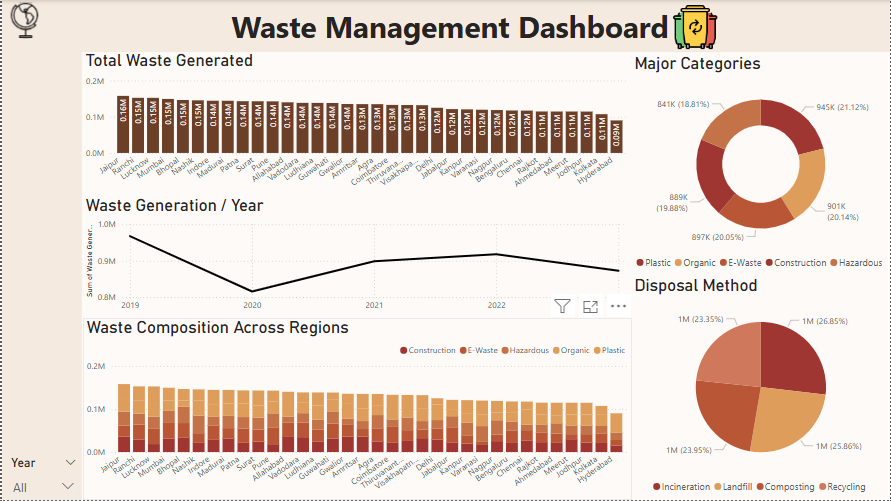 Waste Management Dashboard
Total Waste Generated
0.2M
0.1M
0.0M
0.16M
0.15M
0.15M
0.15M
0.15M
0.15M
0.14M
0.14M
0.14M
0.14M
0.14M
0.14M
0.14M
0.14M
0.14M
0.14M
0.13M
0.13M
0.13M
0.13M
0.13M
0.12M
0.12M
0.12M
0.12M
0.12M
0.12M
0.12M
0.11M
0.11M
0.11M
0.11M
0.11M
0.09M
Jaipur
Ranchi
Lucknow
Mumbai
Bhopal
Nashik
Indore
Madurai
Patna
Surat
Pune
Allahabad
Vadodara
Ludhiana
Guwahati
Gwalior
Amritsar
Agra
Coimbatore
Thiruvana...
Visakhapa...
Delhi
Jabalpur
Kanpur
Varanasi
Nagpur
Bengaluru
Chennai
Rajkot
Ahmedabad
Meerut
Jodhpur
Kolkata
Hyderabad
Waste Generation / Year
Sum of Waste Gener...
1.0M
0.9M
0.8M
2019
2020
2021
2022
Waste Composition Across Regions
Construction E-Waste Hazardous Organic Plastic
0.2M
0.1M
0.0M
Jaipur
Ranchi
Lucknow
Mumbai
Bhopal
Nashik
Indore
Madurai
Patna
Surat
Pune
Allahabad
Vadodara
Ludhiana
Guwahati
Gwalior
Amritsar
Agra
Coimbatore
Thiruvanant...
Visakhapatn...
Delhi
Jabalpur
Kanpur
Varanasi
Nagpur
Bengaluru
Chennai
Rajkot
Ahmedabad
Meerut
Jodhpur
Kolkata
Hyderabad
Major Categories
841K (18.81%)
945K (21.12%)
889K
(19.88%)
901K
(20.14%)
897K (20.05%)
Plastic Organic E-Waste Construction Hazardous
Disposal Method
1M (23.35%)
1M (26.85%)
1M (23.95%)
1M (25.86%)
Incineration Landfill Composting Recycling
Year
All